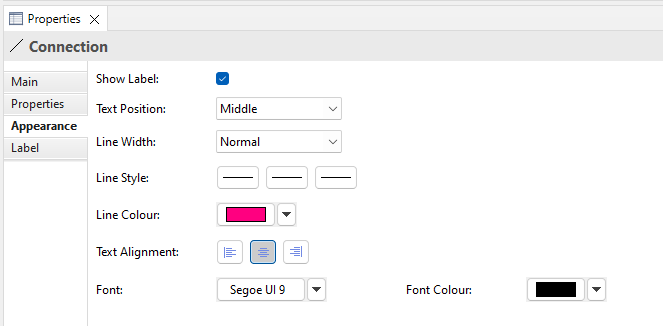 Properties
Connection
Main
Properties
Appearance
Label
Show Label:
Text Position: Middle
Line Width: Normal
Line Style:
Line Colour:
Text Alignment:
Font: Segoe UI 9 Font Colour: